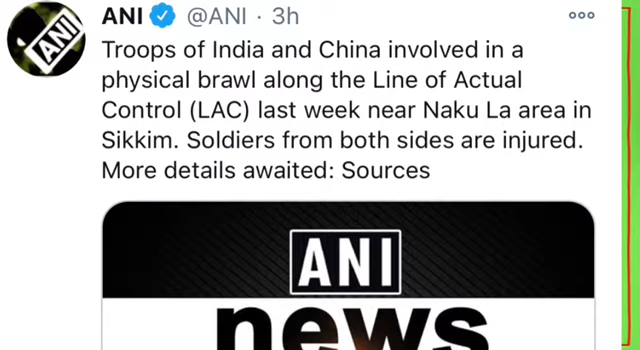 ANI @ANI · 3h
Troops of India and China involved in a
physical brawl along the Line of Actual
Control (LAC) last week near Naku La area in
Sikkim. Soldiers from both sides are injured.
More details awaited: Sources
ANI
news